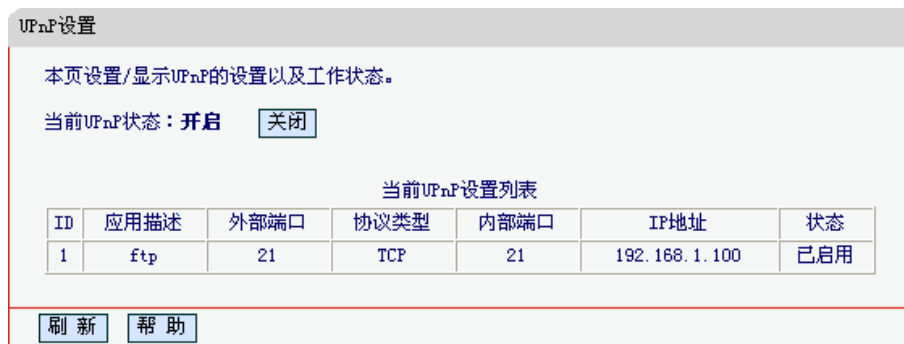 UPnP设置
本页设置/显示UPnP的设置以及工作状态。
当前UPnP状态：开启 关闭
当前UPnP设置列表
ID 应用描述 外部端口 协议类型 内部端口 IP地址 状态
1 ftp 21 TCP 21 192.168.1.100 已启用
刷 新 帮 助